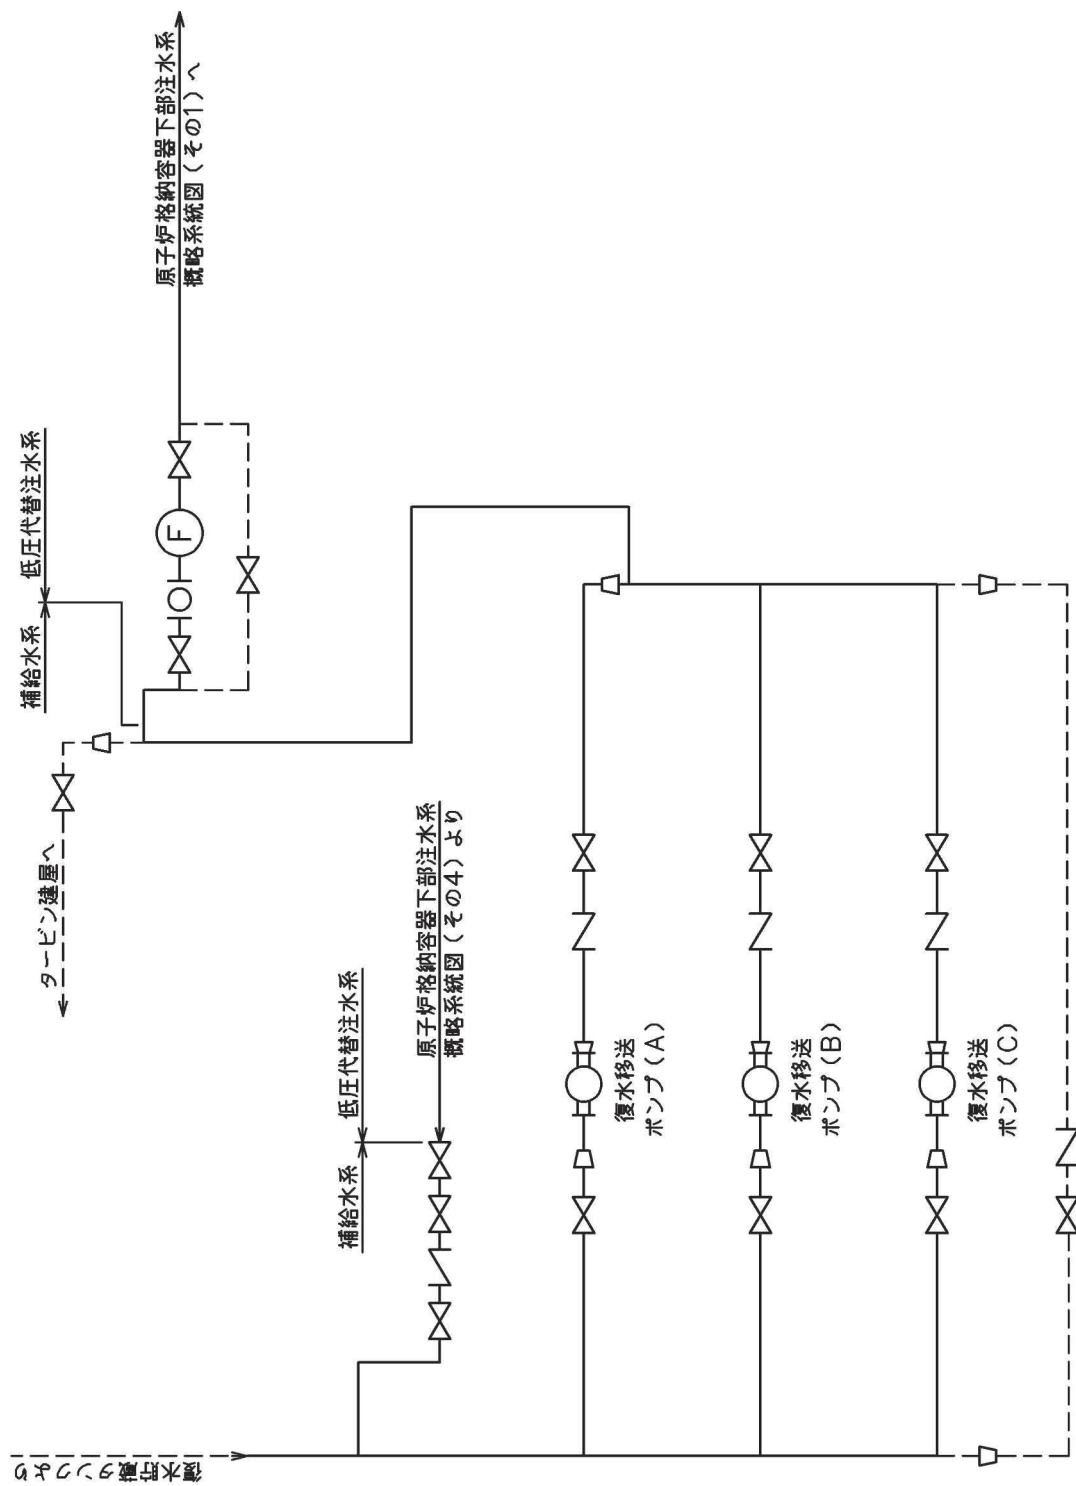 原子炉格納容器下部注水系
概略系統図(その1)へ
低圧代替注水系
補給水系
F
タービン建屋へ
原子炉格納容器下部注水系
概略系統図(その4)より
低圧代替注水系
補給水系
復水移送
ポンプ(A)
復水移送
ポンプ(B)
復水移送
ポンプ(C)
復水貯蔵タンクより